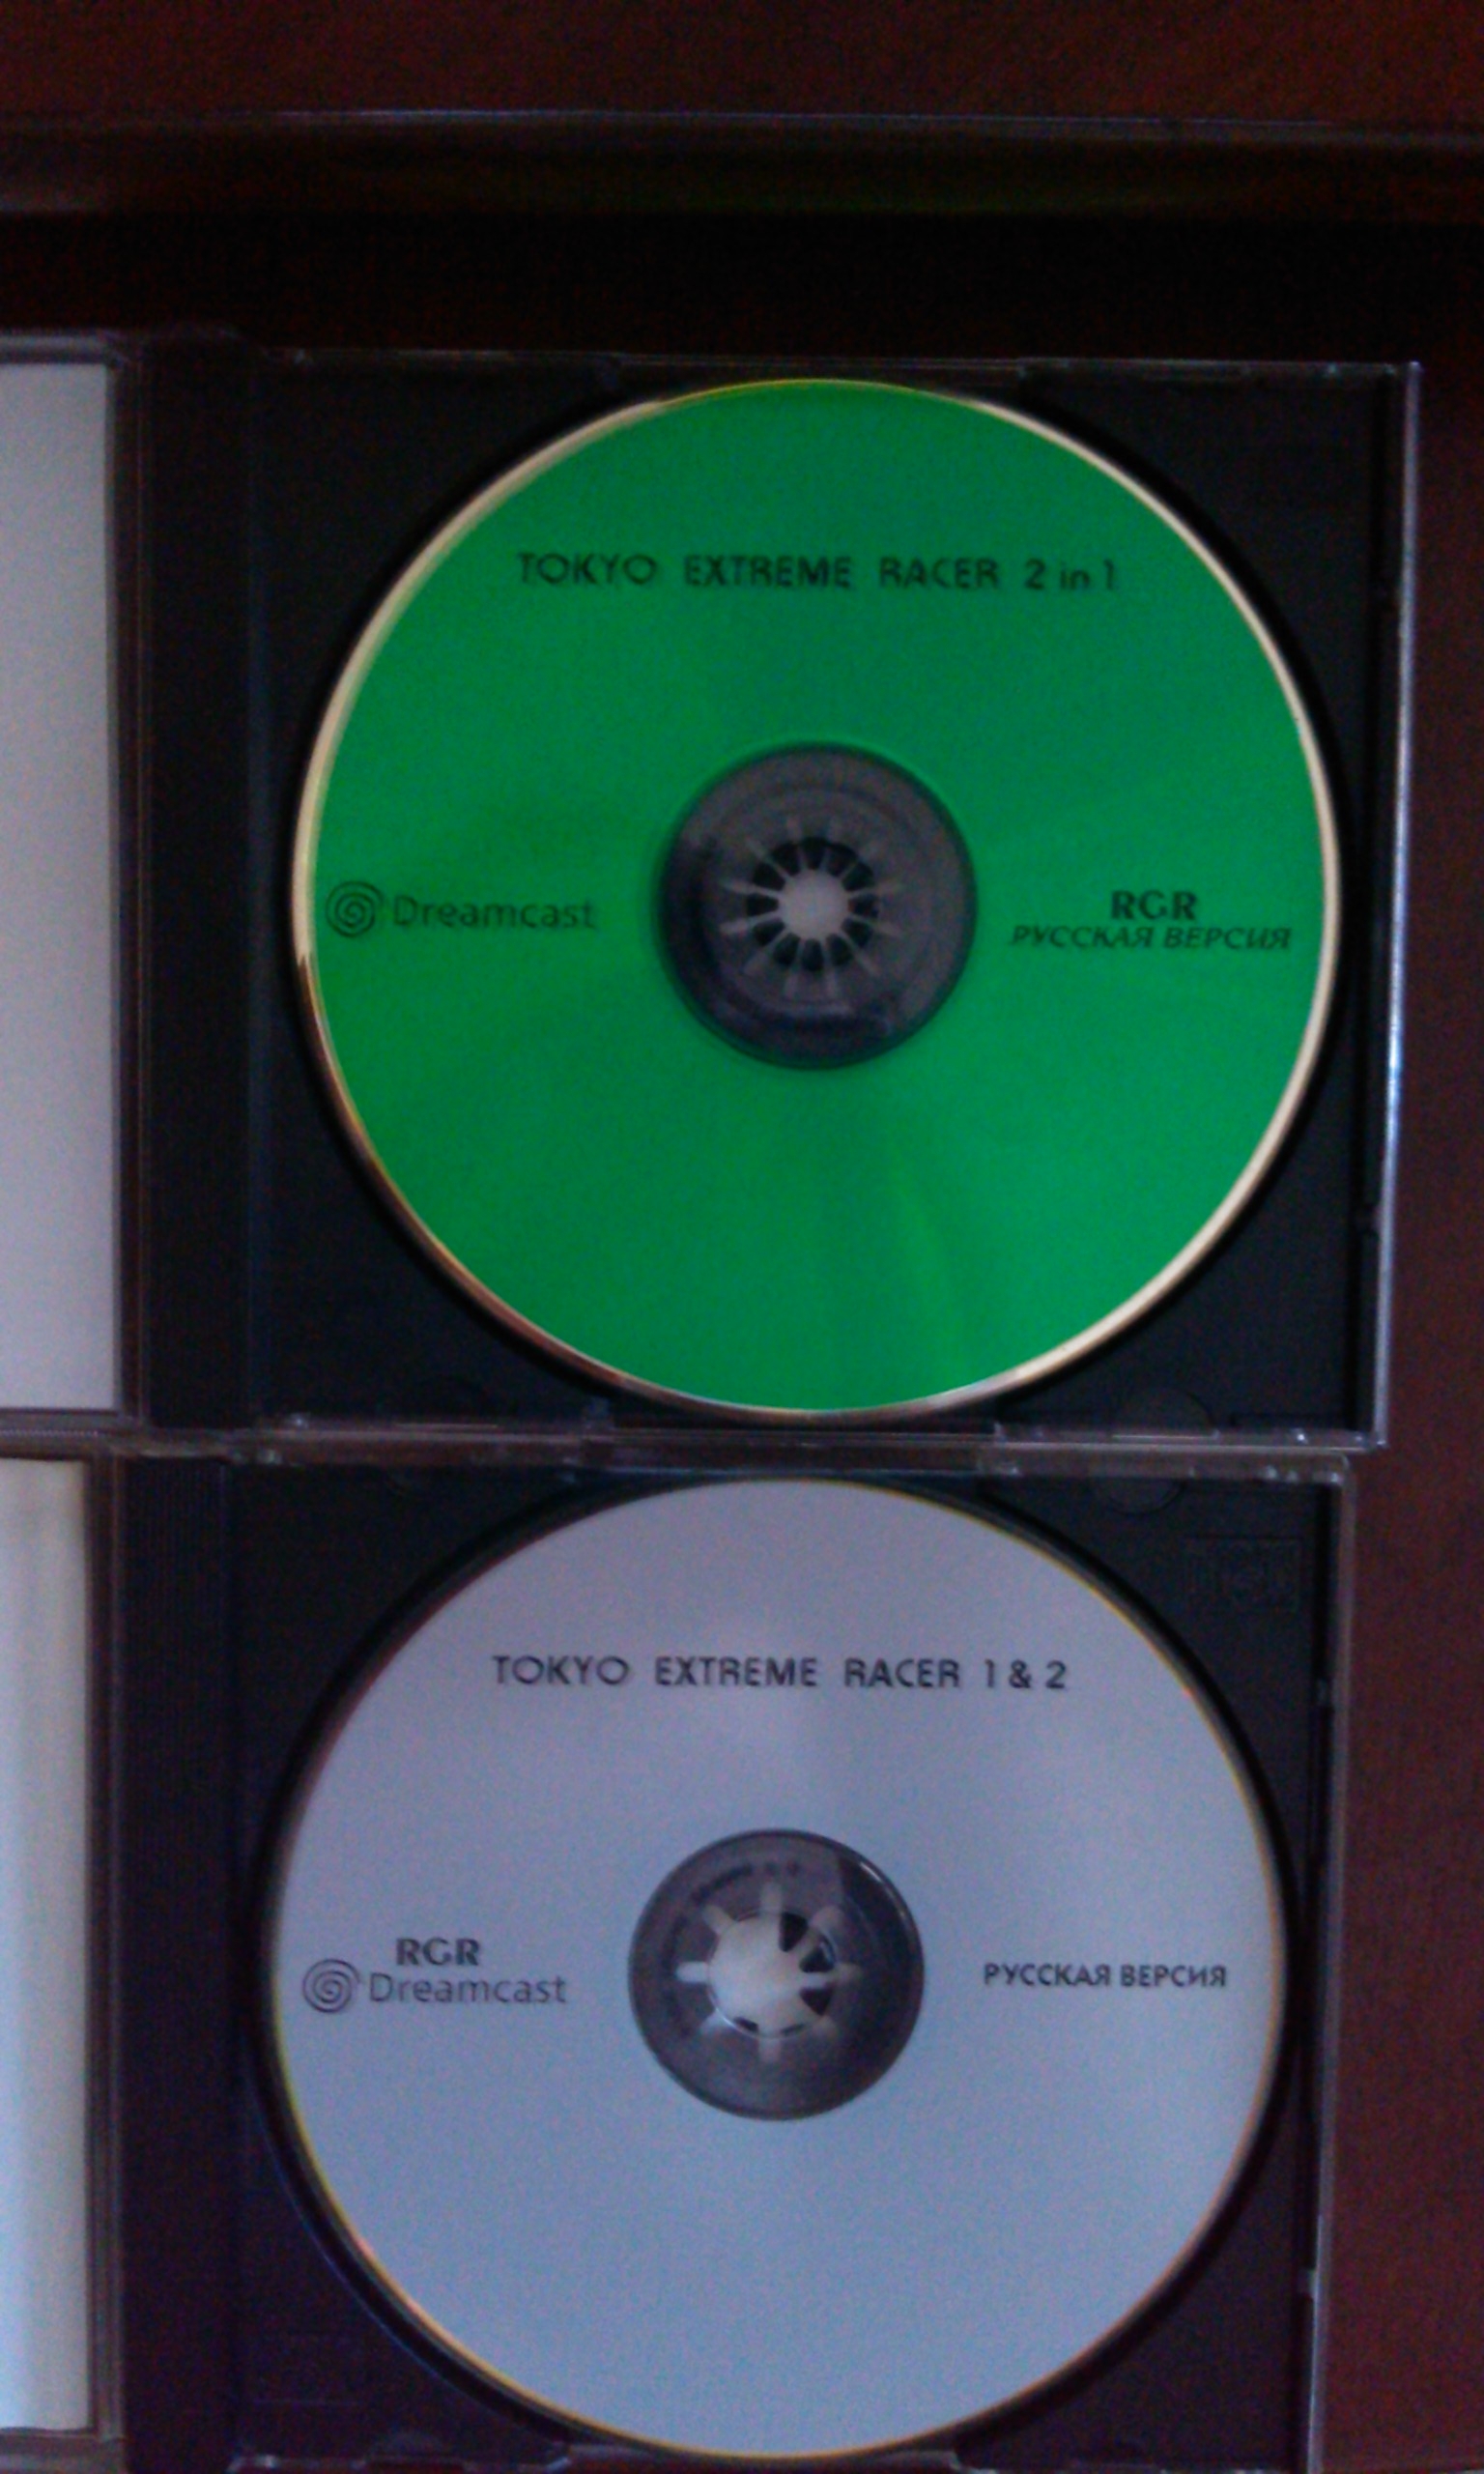 TOKYO EXTREME RACER 2 in 1
Dreamcast
RGR
РУССКАЯ ВЕРСИЯ
TOKYO EXTREME RACER 1 & 2
RGR
Dreamcast
РУССКАЯ ВЕРСИЯ